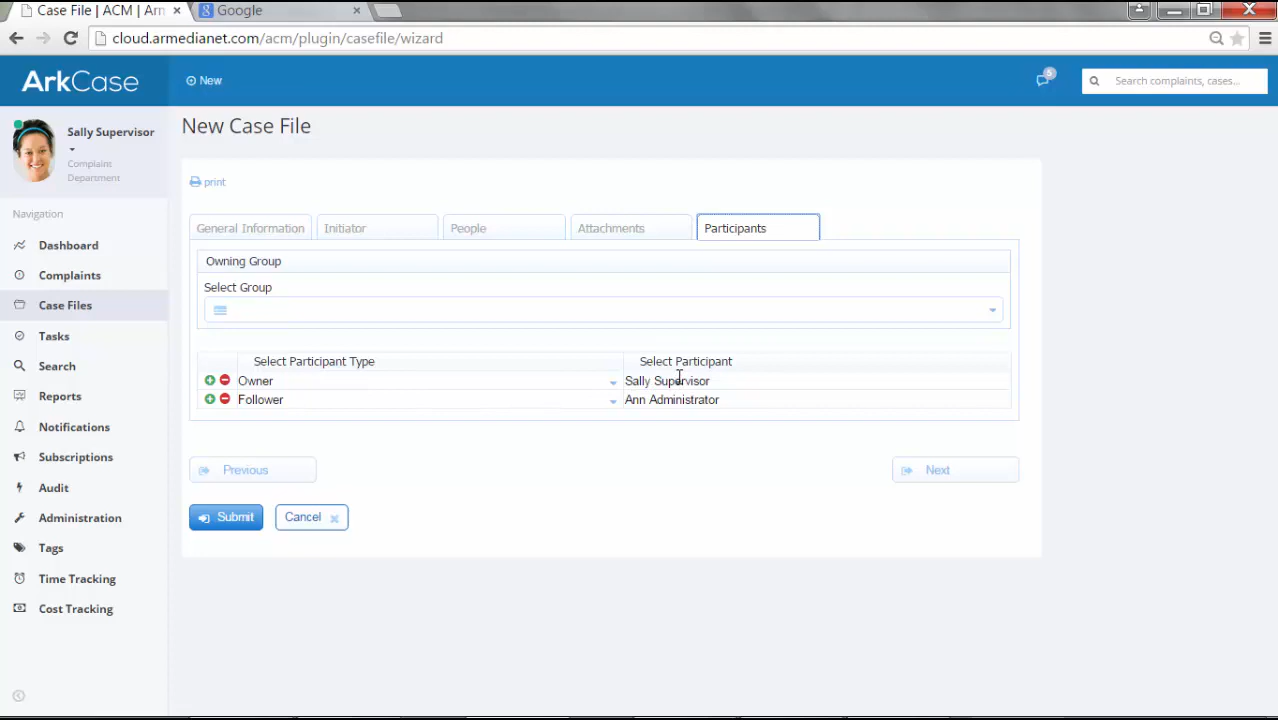 Case File | ACM | Arm
Google
cloud.armedianet.com/acm/plugin/casefile/wizard
ArkCase
New
5
Search complaints, cases...
Sally Supervisor
Complaint
Department
Navigation
Dashboard
Complaints
Case Files
Tasks
Search
Reports
Notifications
Subscriptions
Audit
Administration
Tags
Time Tracking
Cost Tracking
New Case File
print
General Information
Initiator
People
Attachments
Participants
Owning Group
Select Group
Select Participant Type
Select Participant
Owner
Sally Supervisor
Follower
Ann Administrator
Previous
Next
Submit
Cancel